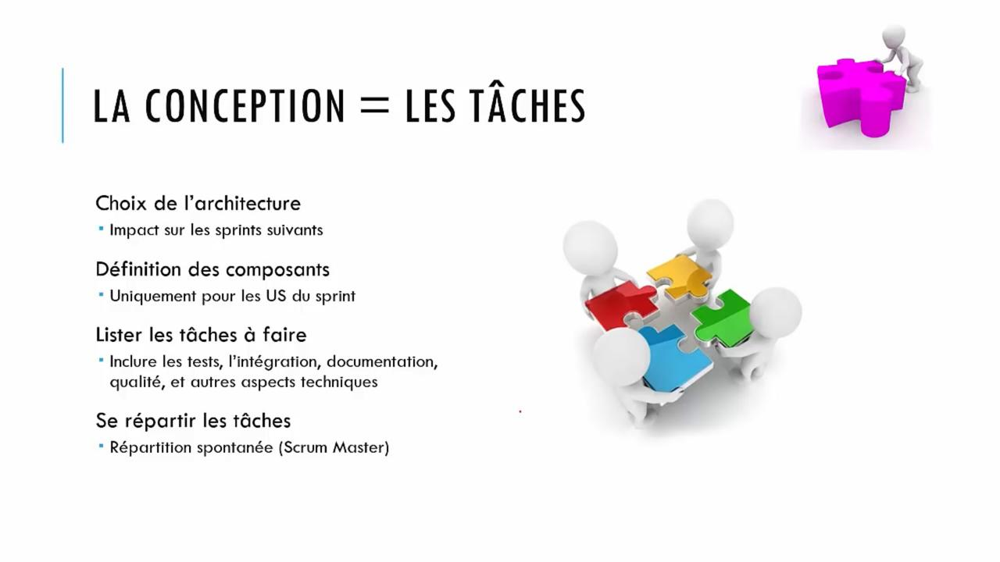 LA CONCEPTION = LES TÂCHES
Choix de l'architecture
▪ Impact sur les sprints suivants
Définition des composants
▪ Uniquement pour les US du sprint
Lister les tâches à faire
▪ Inclure les tests, l'intégration, documentation,
qualité, et autres aspects techniques
Se répartir les tâches
▪ Répartition spontanée (Scrum Master)